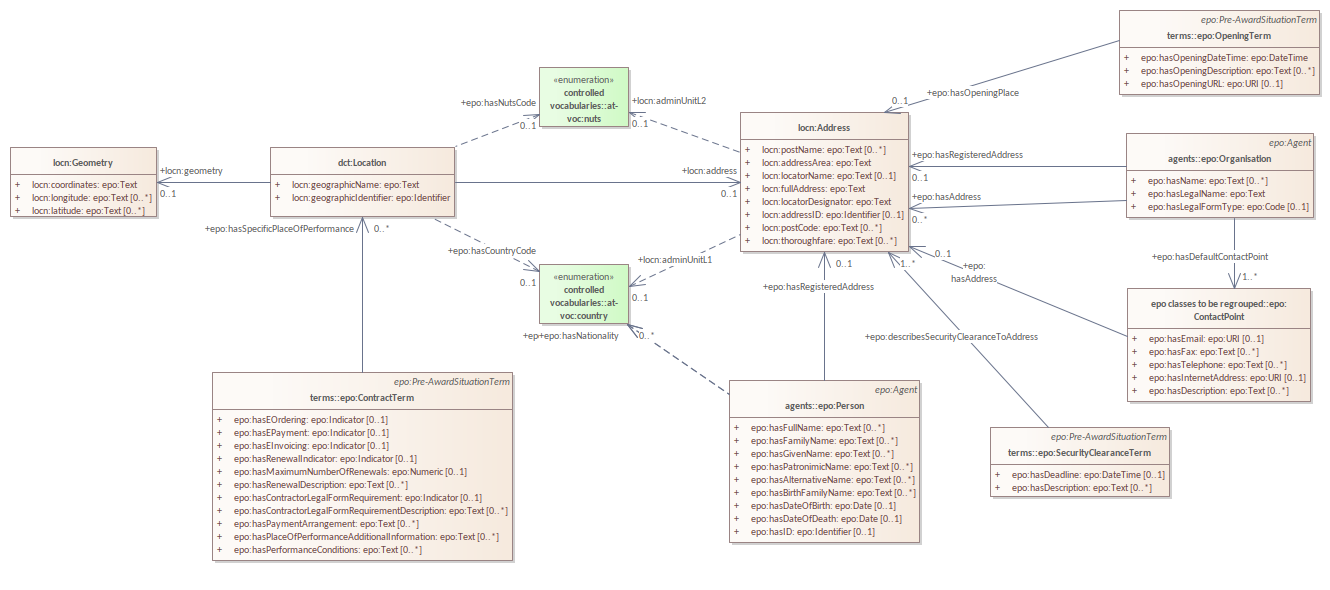 epo:Pre-AwardSituationTerm
terms::epo:OpeningTerm
+ epo:hasOpeningDateTime: epo:DateTime
+ epo:hasOpeningDescription: epo:Text [0..*]
+ epo:hasOpeningURL: epo:URI [0..1]
+epo:hasOpeningPlace
0..1
«enumeration»
controlled
vocabularies::at-
voc:nuts
+epo:hasNutsCode
0..1
+locn:adminUnitL2
0..1
locn:Address
+ locn:postName: epo:Text [0..*]
+ locn:addressArea: epo:Text
+ locn:locatorName: epo:Text [0..1]
+ locn:fullAddress: epo:Text
+ locn:locatorDesignator: epo:Text
+ locn:addressID: epo:Identifier [0..1]
+ locn:postCode: epo:Text [0..*]
+ locn:thoroughfare: epo:Text [0..*]
epo:Agent
agents::epo:Organisation
+ epo:hasName: epo:Text [0..*]
+ epo:hasLegalName: epo:Text
+ epo:hasLegalFormType: epo:Code [0..1]
+epo:hasRegisteredAddress
0..1
+epo:hasAddress
0..*
locn:Geometry
+ locn:coordinates: epo:Text
+ locn:longitude: epo:Text [0..*]
+ locn:latitude: epo:Text [0..*]
+locn:geometry
0..1
dct:Location
+ locn:geographicName: epo:Text
+ locn:geographicIdentifier: epo:Identifier
+locn:address
0..1
+epo:hasSpecificPlaceOfPerformance
0..*
+epo:hasCountryCode
0..1
«enumeration»
controlled
vocabularies::at-
voc:country
+locn:adminUnitL1
0..1
+ep+epo:hasNationality
0..*
+epo:hasRegisteredAddress
0..1
1..*
+epo:describesSecurityClearanceToAddress
0..1
+epo:
hasAddress
+epo:hasDefaultContactPoint
1..*
epo classes to be regrouped::epo:
ContactPoint
+ epo:hasEmail: epo:URI [0..1]
+ epo:hasFax: epo:Text [0..*]
+ epo:hasTelephone: epo:Text [0..*]
+ epo:hasInternetAddress: epo:URI [0..1]
+ epo:hasDescription: epo:Text [0..*]
epo:Pre-AwardSituationTerm
terms::epo:ContractTerm
+ epo:hasEOrdering: epo:Indicator [0..1]
+ epo:hasEPayment: epo:Indicator [0..1]
+ epo:hasEInvoicing: epo:Indicator [0..1]
+ epo:hasRenewalIndicator: epo:Indicator [0..1]
+ epo:hasMaximumNumberOfRenewals: epo:Numeric [0..1]
+ epo:hasRenewalDescription: epo:Text [0..*]
+ epo:hasContractorLegalFormRequirement: epo:Indicator [0..1]
+ epo:hasContractorLegalFormRequirementDescription: epo:Text [0..*]
+ epo:hasPaymentArrangement: epo:Text [0..*]
+ epo:hasPlaceOfPerformanceAdditionalInformation: epo:Text [0..*]
+ epo:hasPerformanceConditions: epo:Text [0..*]
epo:Agent
agents::epo:Person
+ epo:hasFullName: epo:Text [0..*]
+ epo:hasFamilyName: epo:Text [0..*]
+ epo:hasGivenName: epo:Text [0..*]
+ epo:hasPatronimicName: epo:Text [0..*]
+ epo:hasAlternativeName: epo:Text [0..*]
+ epo:hasBirthFamilyName: epo:Text [0..*]
+ epo:hasDateOfBirth: epo:Date [0..1]
+ epo:hasDateOfDeath: epo:Date [0..1]
+ epo:hasID: epo:Identifier [0..1]
epo:Pre-AwardSituationTerm
terms::epo:SecurityClearanceTerm
+ epo:hasDeadline: epo:DateTime [0..1]
+ epo:hasDescription: epo:Text [0..*]